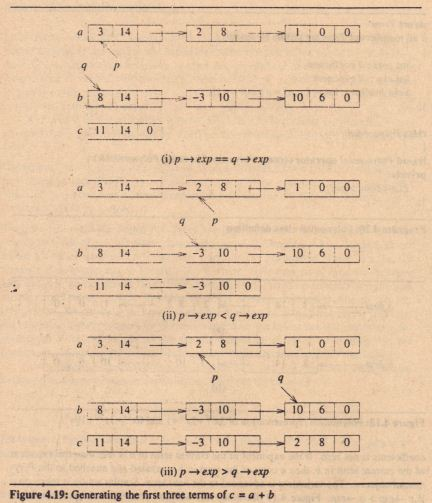 a 3 14 2 8 1 0 0
p
q
b 8 14 -3 10 10 6 0
c 11 14 0
(i) p → exp == q → exp
a 3 14 2 8 1 0 0
q p
b 8 14 -3 10 10 6 0
c 11 14 -3 10 0
(ii) p → exp < q → exp
a 3 14 2 8 1 0 0
p q
b 8 14 -3 10 10 6 0
c 11 14 -3 10 2 8 0
(iii) p → exp > q → exp
Figure 4.19: Generating the first three terms of c = a + b